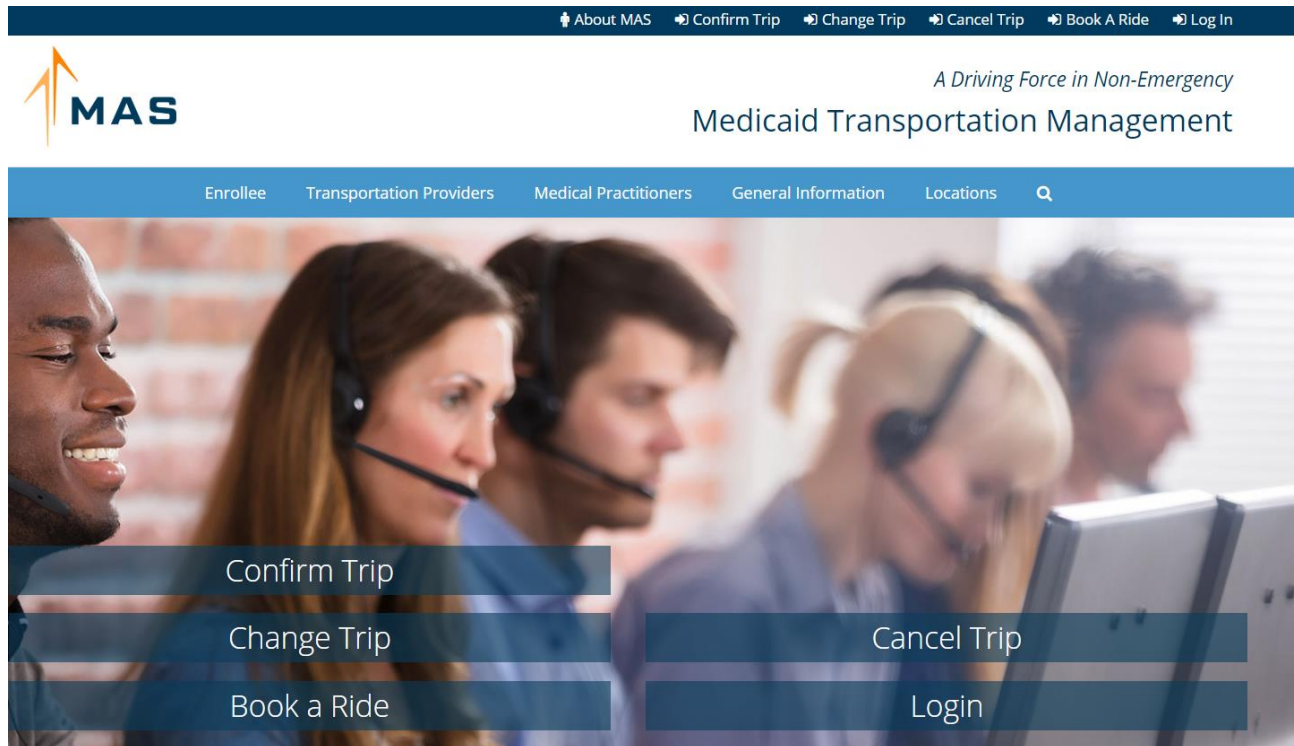 About MAS Confirm Trip Change Trip Cancel Trip Book A Ride Log In
MAS
A Driving Force in Non-Emergency
Medicaid Transportation Management
Enrollee Transportation Providers Medical Practitioners General Information Locations
Confirm Trip
Change Trip Cancel Trip
Book a Ride Login